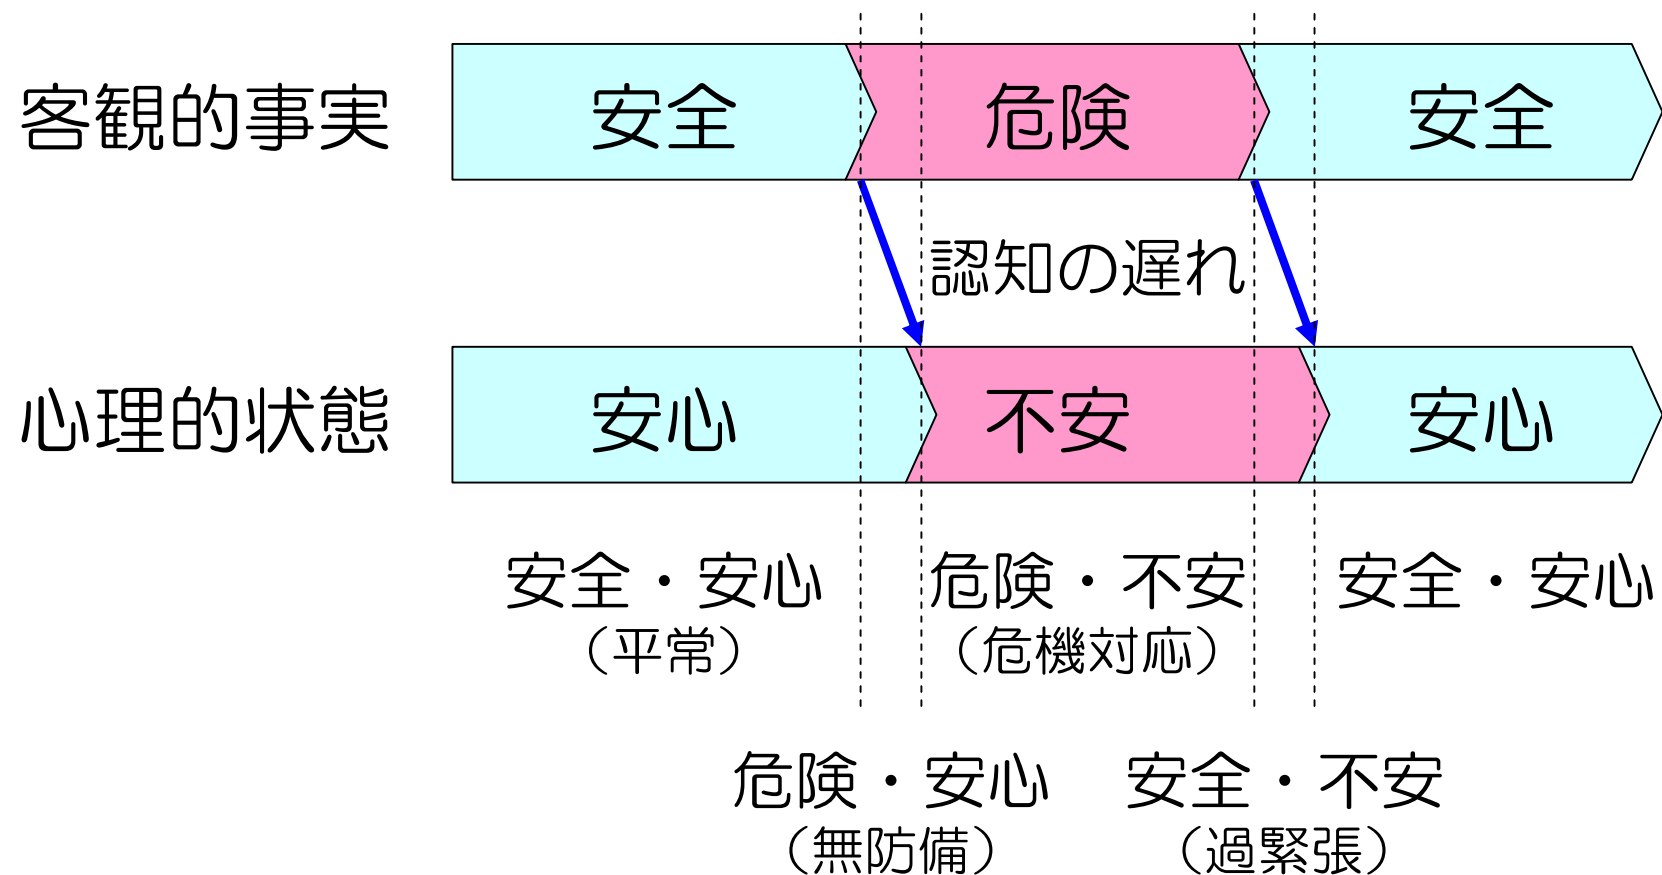 客観的事実 安全 危険 安全
認知の遅れ
心理的状態 安心 不安 安心
安全・安心 危険・不安 安全・安心
（平常） （危機対応）
危険・安心 安全・不安
（無防備） （過緊張）